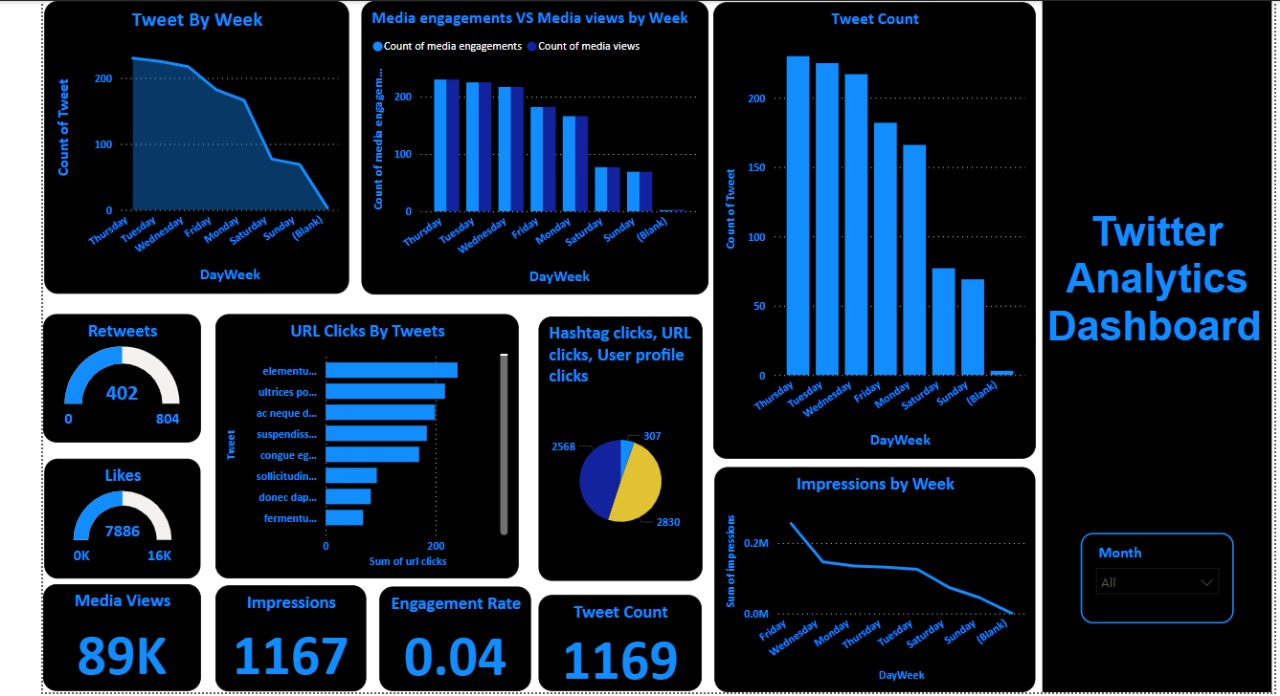 Tweet By Week
Count of Tweet
200
100
0
Thursday
Tuesday
Wednesday
Friday
Monday
Saturday
Sunday
(Blank)
DayWeek
Media engagements VS Media views by Week
Count of media engagements
Count of media views
Count of media engagem...
200
100
0
Thursday
Tuesday
Wednesday
Friday
Monday
Saturday
Sunday
(Blank)
DayWeek
Tweet Count
Count of Tweet
200
150
100
50
0
Thursday
Tuesday
Wednesday
Friday
Monday
Saturday
Sunday
(Blank)
DayWeek
Twitter
Analytics
Dashboard
Retweets
402
0
804
URL Clicks By Tweets
Tweet
elementu...
ultrices po...
ac neque d...
suspendiss...
congue eg...
sollicitudin...
donec dap...
fermentu...
0
200
Sum of url clicks
Hashtag clicks, URL
clicks, User profile
clicks
307
2568
2830
Likes
7886
0K
16K
Impressions by Week
Sum of impressions
0.2M
0.0M
Friday
Wednesday
Monday
Thursday
Tuesday
Saturday
Sunday
(Blank)
DayWeek
Month
All
Media Views
89K
Impressions
1167
Engagement Rate
0.04
Tweet Count
1169